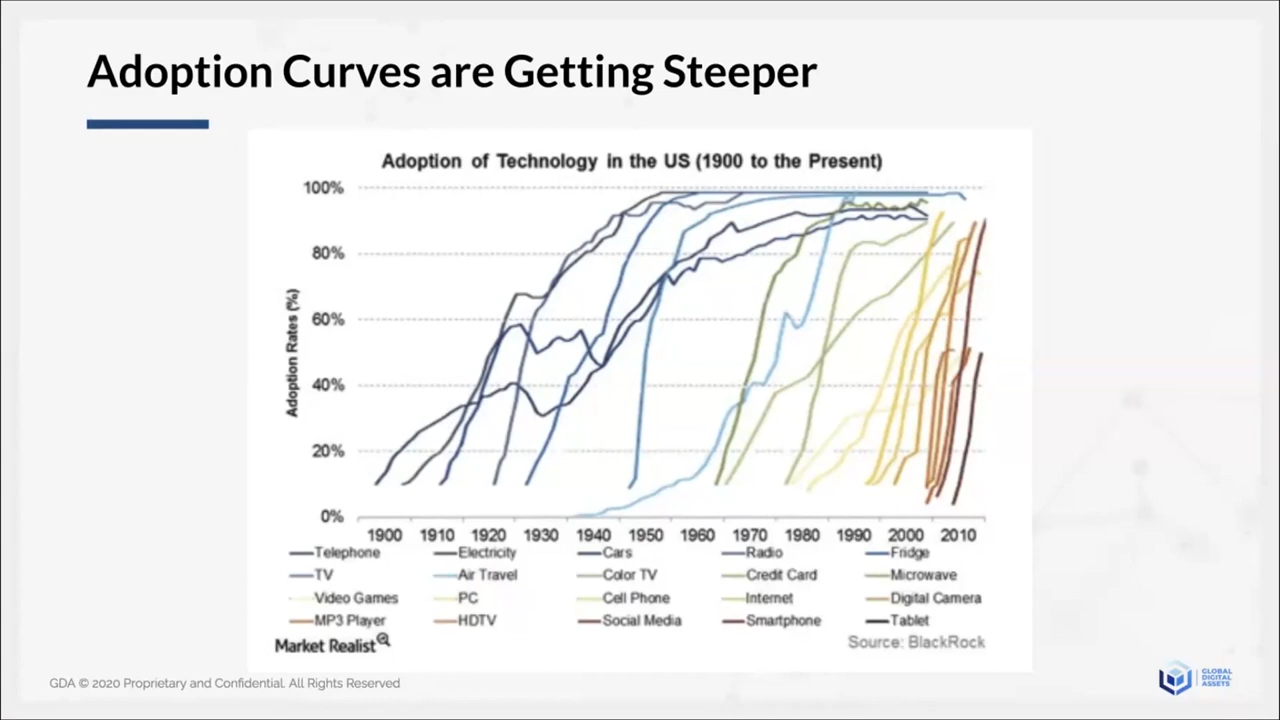 Adoption Curves are Getting Steeper
Adoption of Technology in the US (1900 to the Present)
100%
80%
60%
40%
20%
0%
Adoption Rates (%)
1900 1910 1920 1930 1940 1950 1960 1970 1980 1990 2000 2010
Telephone Electricity Cars Radio Fridge
TV Air Travel Color TV Credit Card Microwave
Video Games PC Cell Phone Internet Digital Camera
MP3 Player HDTV Social Media Smartphone Tablet
Market Realist
Source: BlackRock
GDA © 2020 Proprietary and Confidential. All Rights Reserved
GLOBAL
DIGITAL
ASSETS